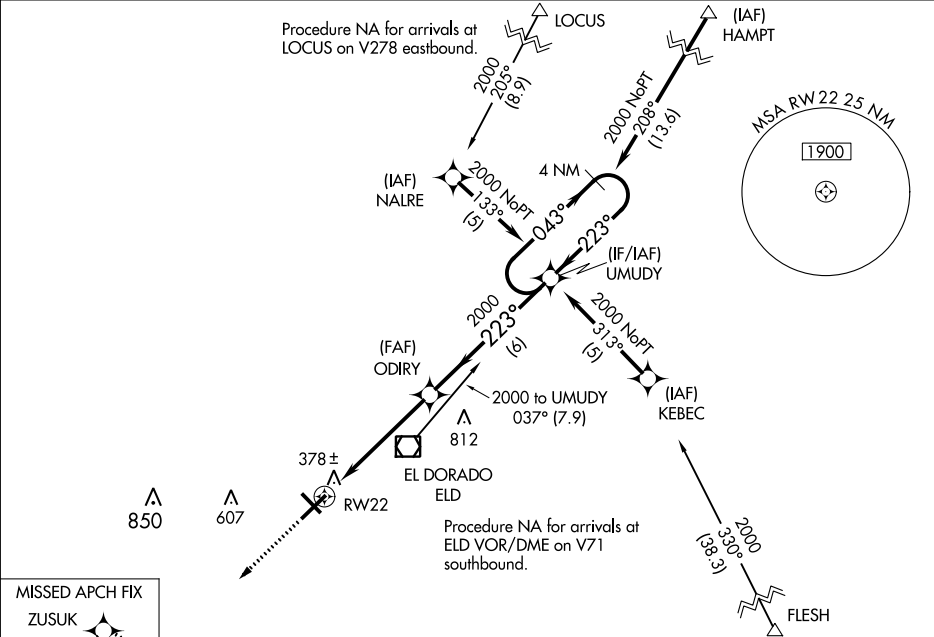 Procedure NA for arrivals at
LOCUS on V278 eastbound.
LOCUS
2000
205°
(8.9)
(IAF)
HAMPT
2000 NoPT
208°
(13.6)
MSA RW22 25 NM
1900
(IAF)
NALRE
2000 NoPT
133°
(5)
4 NM
043°
223°
(IF/IAF)
UMUDY
2000
223°
(6)
2000 NoPT
313°
(5)
(IAF)
KEBEC
(FAF)
ODIRY
2000 to UMUDY
037° (7.9)
812
EL DORADO
ELD
378±
RW22
850
607
Procedure NA for arrivals at
ELD VOR/DME on V71
southbound.
2000
330°
(38.3)
FLESH
MISSED APCH FIX
ZUSUK